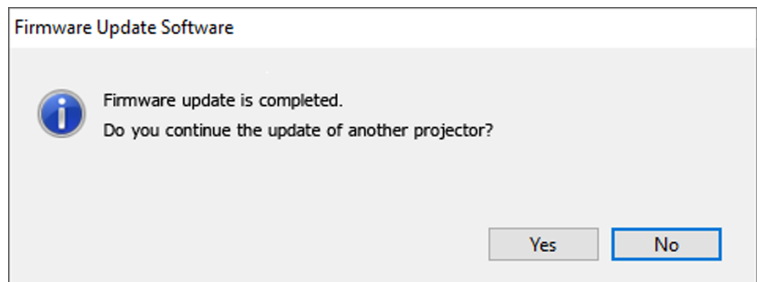 Firmware Update Software
Firmware update is completed.
Do you continue the update of another projector?
Yes No